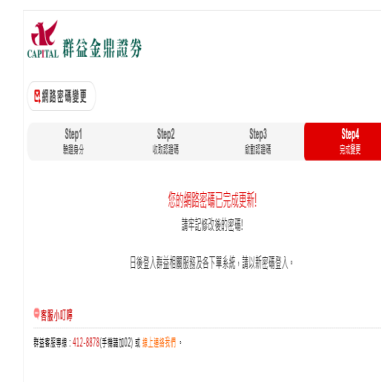 CAPITAL 群益金鼎證券
網路密碼變更
Step1 Step2 Step3 Step4
驗證身分 收取認證碼 啟動認證碼 完成變更
您的網路密碼已完成更新!
請牢記修改後的密碼!
日後登入群益相關服務及各下單系統，請以新密碼登入。
客服小叮嚀
群益客服專線：412-8878(手機請加02) 或 線上連絡我們 。